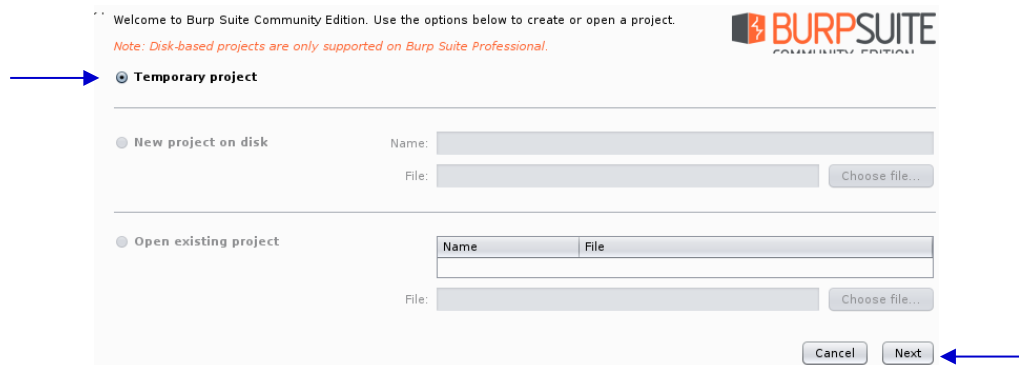 Welcome to Burp Suite Community Edition. Use the options below to create or open a project.
BURPSUITE
COMMUNITY EDITION
Note: Disk-based projects are only supported on Burp Suite Professional.
Temporary project
New project on disk
Name:
File:
Choose file...
Open existing project
Name File
File:
Choose file...
Cancel Next